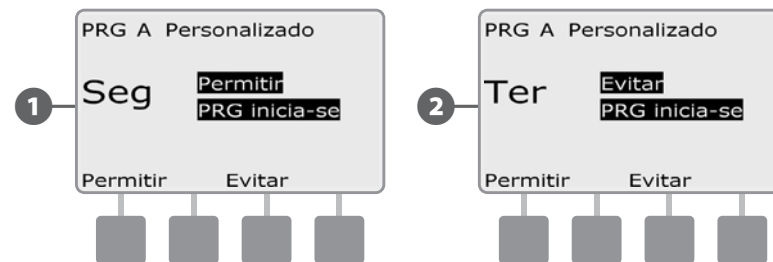 PRG A Personalizado
1
Seg
Permitir
PRG inicia-se
Permitir Evitar
PRG A Personalizado
2
Ter
Evitar
PRG inicia-se
Permitir Evitar